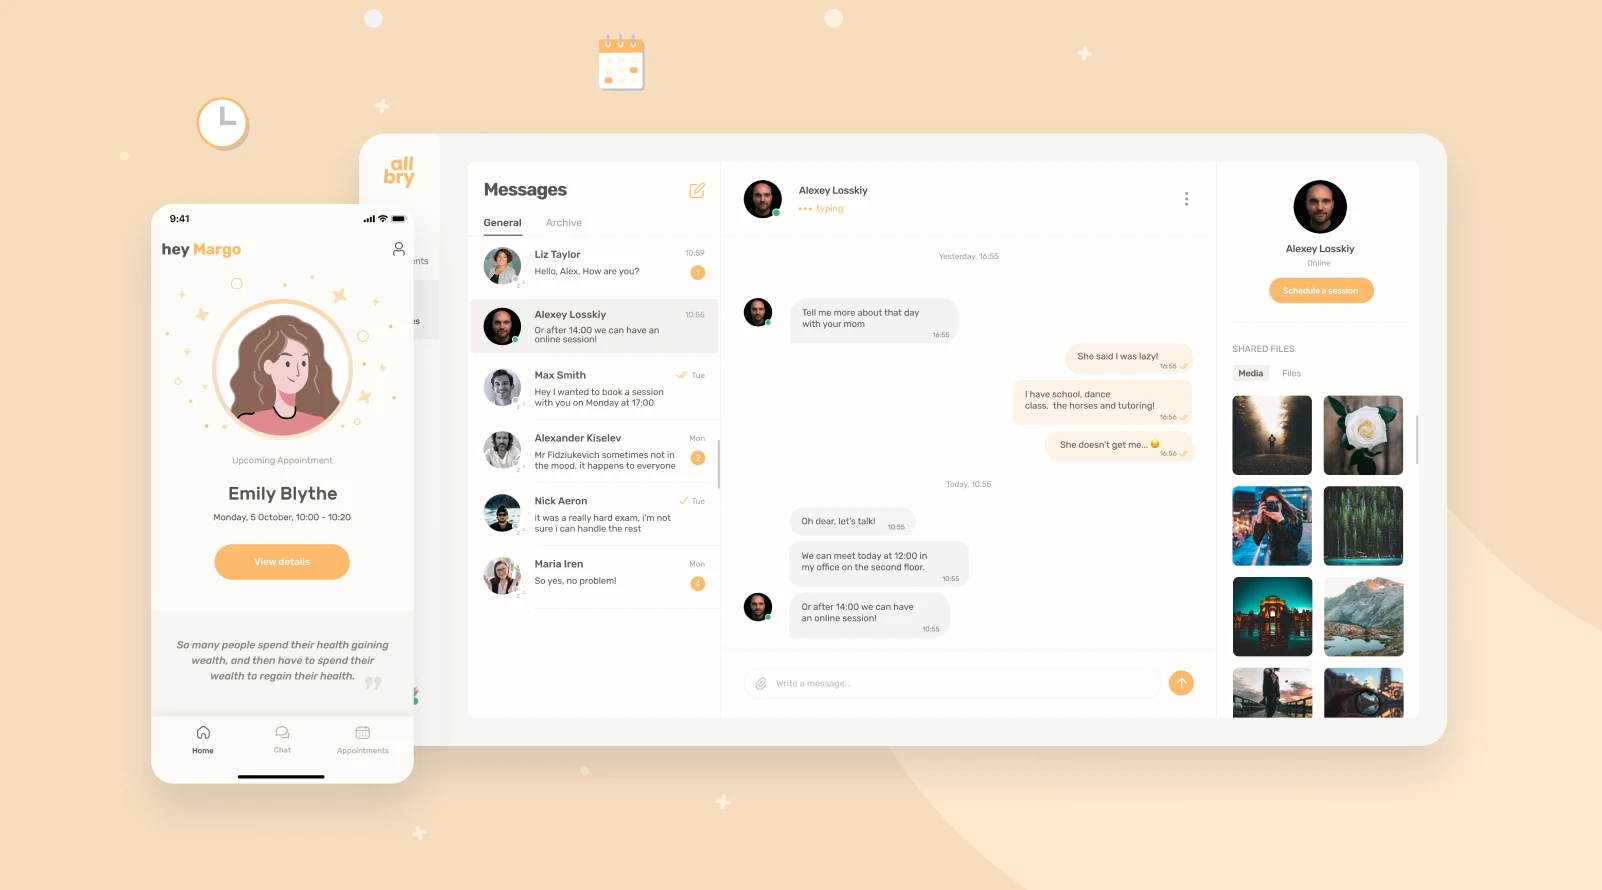 all
bry
9:41
hey Margo
Upcoming Appointment
Emily Blythe
Monday, 5 October, 10:00 - 10:20
View details
So many people spend their health gaining
wealth, and then have to spend their
wealth to regain their health.
”
Home
Chat
Appointments
nts
es
Messages
General
Archive
Liz Taylor
10:59
Hello, Alex. How are you?
1
Alexey Losskiy
10:55
Or after 14:00 we can have an
online session!
Max Smith
Tue
Hey I wanted to book a session
with you on Monday at 17:00
Alexander Kiselev
Mon
Mr Fidziukevich sometimes not in
the mood, it happens to everyone
2
Nick Aeron
Tue
it was a really hard exam, i'm not
sure i can handle the rest
Maria Iren
Mon
So yes, no problem!
4
Alexey Losskiy
••• typing
Yesterday, 16:55
Tell me more about that day
with your mom
16:55
She said I was lazy!
16:55
I have school, dance
class,  the horses and tutoring!
16:56
She doesn't get me... 😔
16:56
Today, 10:55
Oh dear, let's talk!
10:55
We can meet today at 12:00 in
my office on the second floor.
10:55
Or after 14:00 we can have
an online session!
10:55
Write a message...
Alexey Losskiy
Online
Schedule a session
SHARED FILES
Media
Files